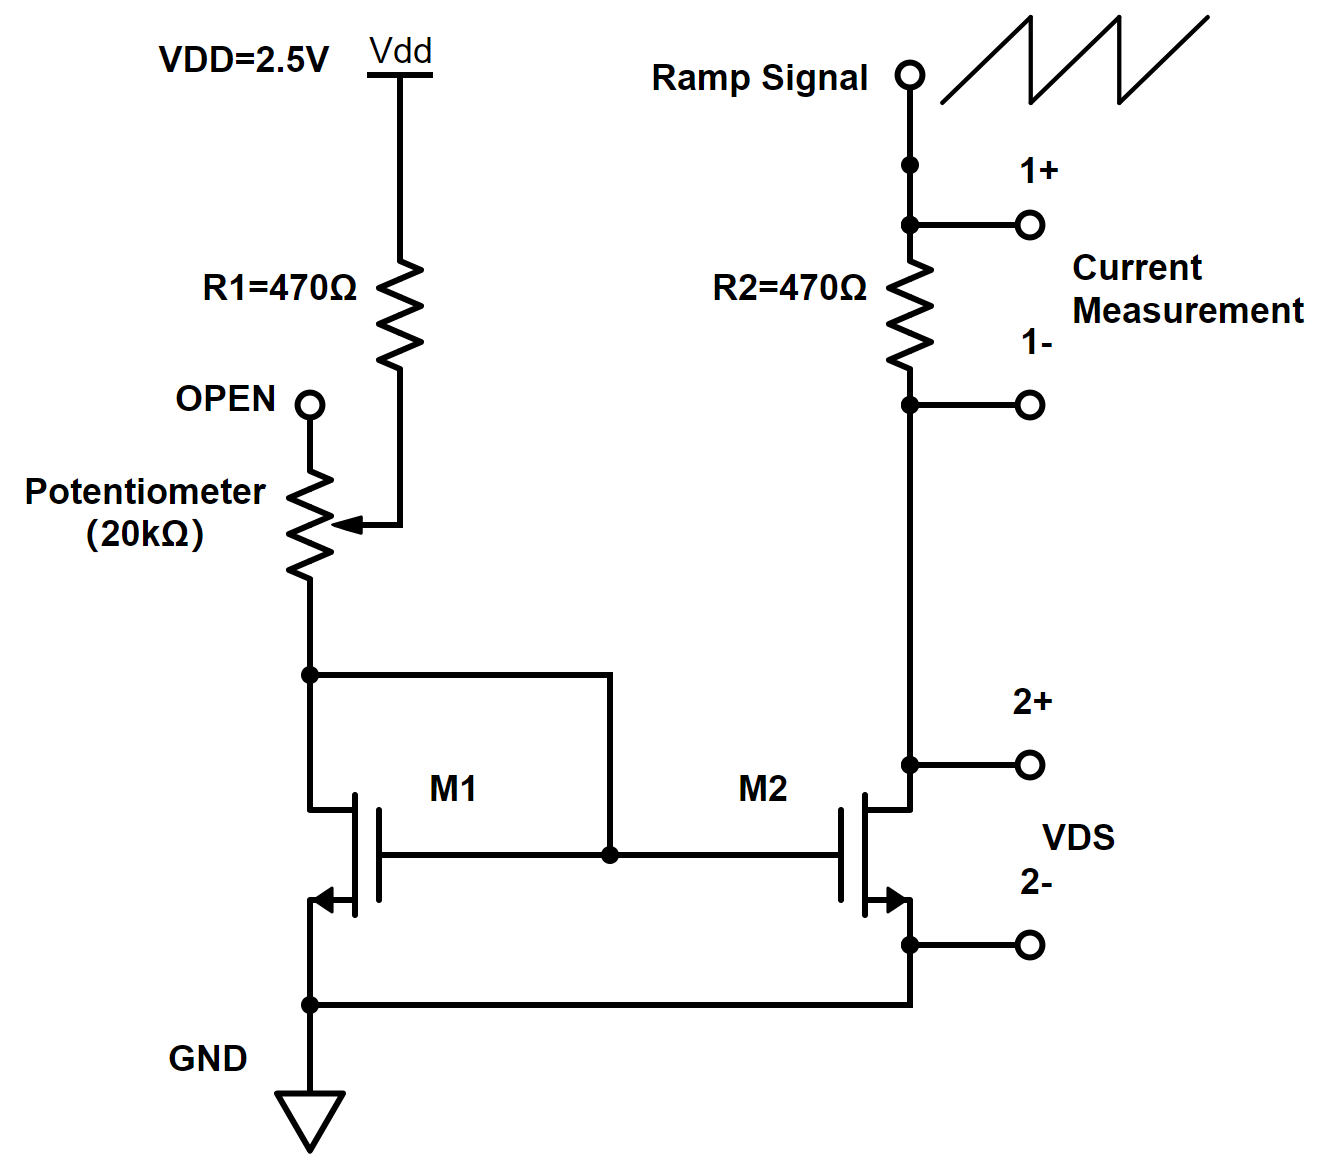 VDD=2.5V
Vdd
Ramp Signal
1+
R1=470Ω
R2=470Ω
Current
Measurement
1-
OPEN
Potentiometer
(20kΩ)
2+
M1
M2
VDS
2-
GND